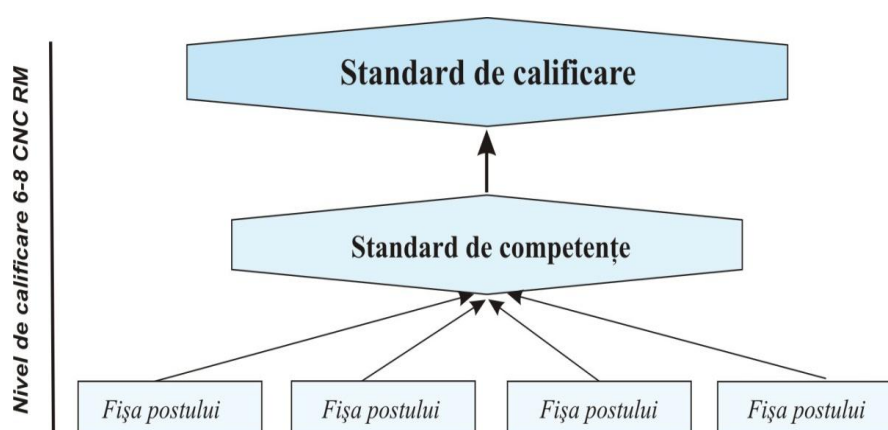 Standard de calificare
Nivel de calificare 6-8 CNC RM
Standard de competențe
Fișa postului
Fișa postului
Fișa postului
Fișa postului